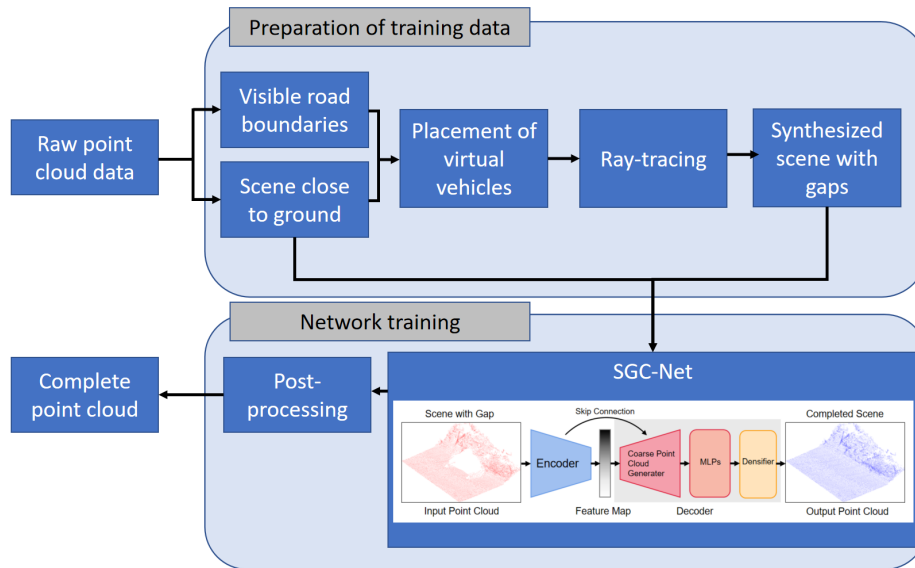 Preparation of training data
Raw point
cloud data
Visible road
boundaries
Scene close
to ground
Placement of
virtual
vehicles
Ray-tracing
Synthesized
scene with
gaps
Network training
Complete
point cloud
Post-
processing
SGC-Net
Scene with Gap
Input Point Cloud
Skip Connection
Encoder
Feature Map
Coarse Point
Cloud
Generater
MLPs
Densifier
Decoder
Completed Scene
Output Point Cloud